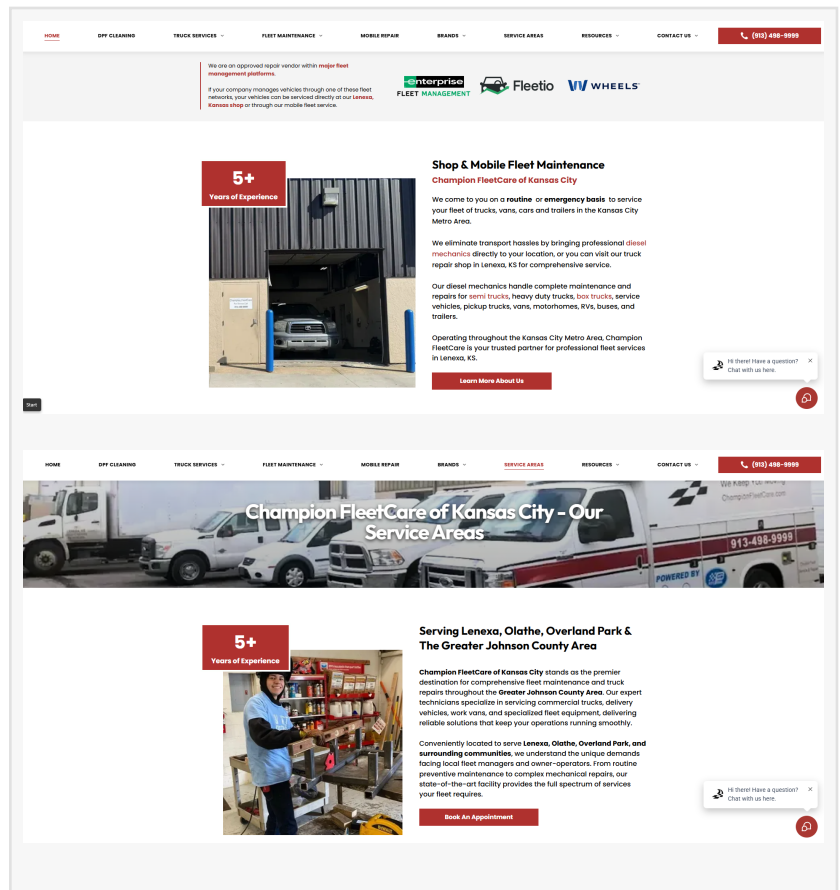 HOME DPF CLEANING TRUCK SERVICES FLEET MAINTENANCE MOBILE REPAIR BRANDS SERVICE AREAS RESOURCES CONTACT US (913) 498-9999
We are an approved repair vendor within major fleet
management platforms.
If your company manages vehicles through one of these fleet
networks, your vehicles can be serviced directly at our Lenexa,
Kansas shop or through our mobile fleet service.
enterprise
FLEET MANAGEMENT
Fleetio
WHEELS
5+
Years of Experience
Shop & Mobile Fleet Maintenance
Champion FleetCare of Kansas City
We come to you on a routine or emergency basis to service
your fleet of trucks, vans, cars and trailers in the Kansas City
Metro Area.
We eliminate transport hassles by bringing professional diesel
mechanics directly to your location, or you can visit our truck
repair shop in Lenexa, KS for comprehensive service.
Our diesel mechanics handle complete maintenance and
repairs for semi trucks, heavy duty trucks, box trucks, service
vehicles, pickup trucks, vans, motorhomes, RVs, buses, and
trailers.
Operating throughout the Kansas City Metro Area, Champion
FleetCare is your trusted partner for professional fleet services
in Lenexa, KS.
Learn More About Us
Hi there! Have a question?
Chat with us here.
Start
HOME DPF CLEANING TRUCK SERVICES FLEET MAINTENANCE MOBILE REPAIR BRANDS SERVICE AREAS RESOURCES CONTACT US (913) 498-9999
We Keep You Moving
ChampionFleetCare.com
913-498-9999
POWERED BY
Champion FleetCare of Kansas City - Our
Service Areas
5+
Years of Experience
Serving Lenexa, Olathe, Overland Park &
The Greater Johnson County Area
Champion FleetCare of Kansas City stands as the premier
destination for comprehensive fleet maintenance and truck
repairs throughout the Greater Johnson County Area. Our expert
technicians specialize in servicing commercial trucks, delivery
vehicles, work vans, and specialized fleet equipment, delivering
reliable solutions that keep your operations running smoothly.
Conveniently located to serve Lenexa, Olathe, Overland Park, and
surrounding communities, we understand the unique demands
facing local fleet managers and owner-operators. From routine
preventive maintenance to complex mechanical repairs, our
state-of-the-art facility provides the full spectrum of services
your fleet requires.
Book An Appointment
Hi there! Have a question?
Chat with us here.